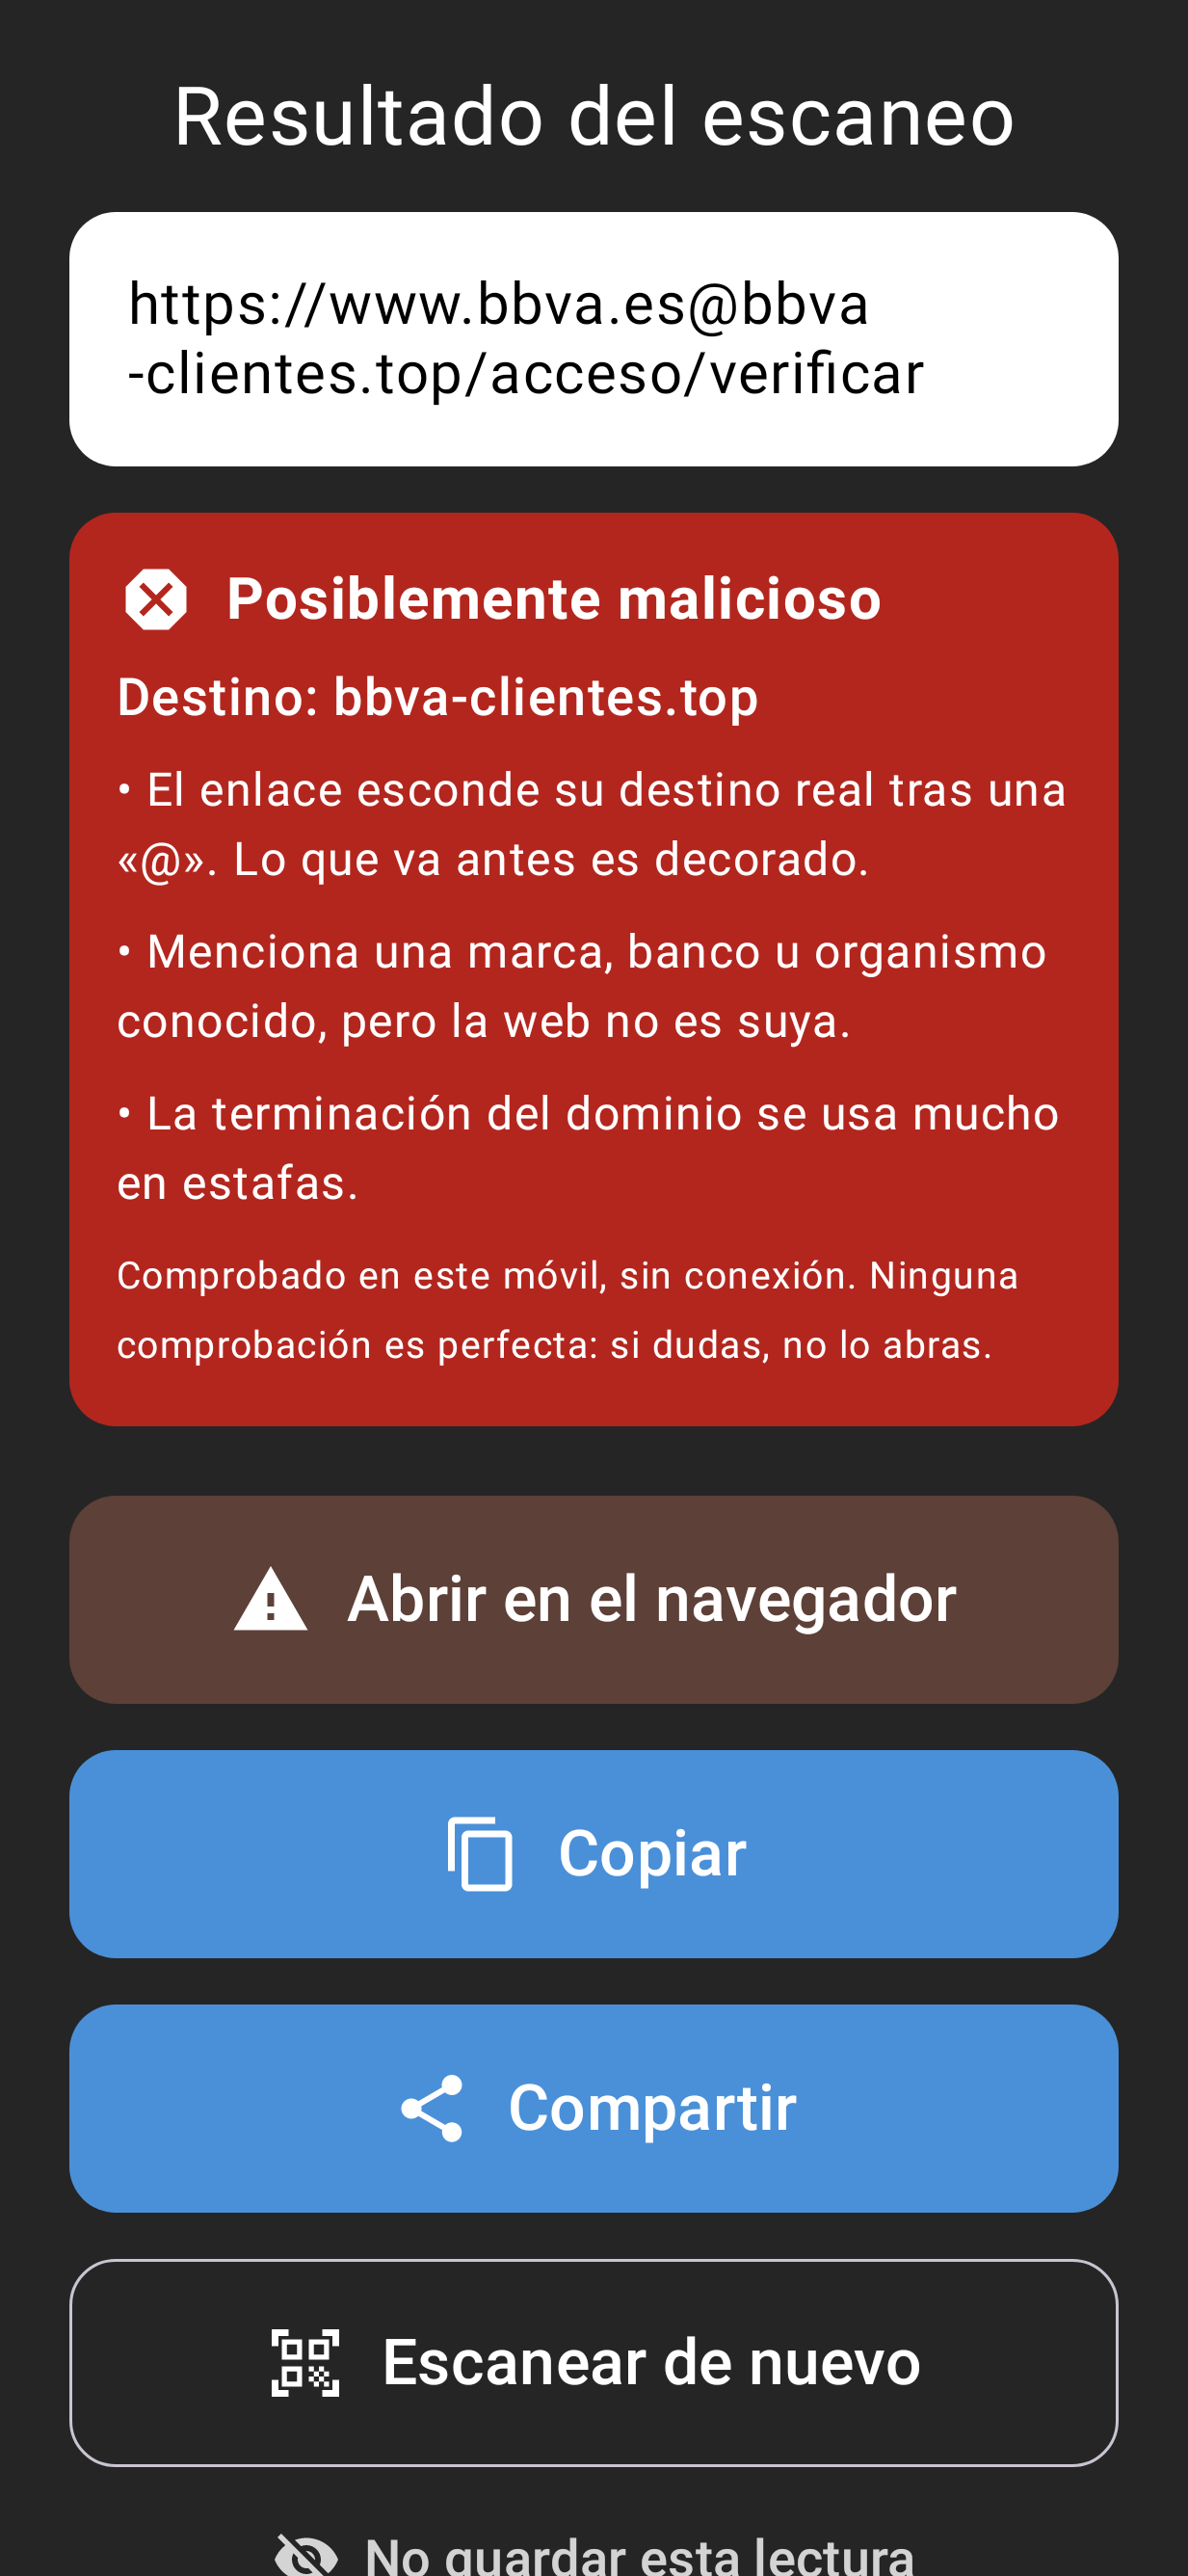 Resultado del escaneo
https://www.bbva.es@bbva
-clientes.top/acceso/verificar
Posiblemente malicioso
Destino: bbva-clientes.top
• El enlace esconde su destino real tras una
«@». Lo que va antes es decorado.
• Menciona una marca, banco u organismo
conocido, pero la web no es suya.
• La terminación del dominio se usa mucho
en estafas.
Comprobado en este móvil, sin conexión. Ninguna
comprobación es perfecta: si dudas, no lo abras.
Abrir en el navegador
Copiar
Compartir
Escanear de nuevo
No guardar esta lectura